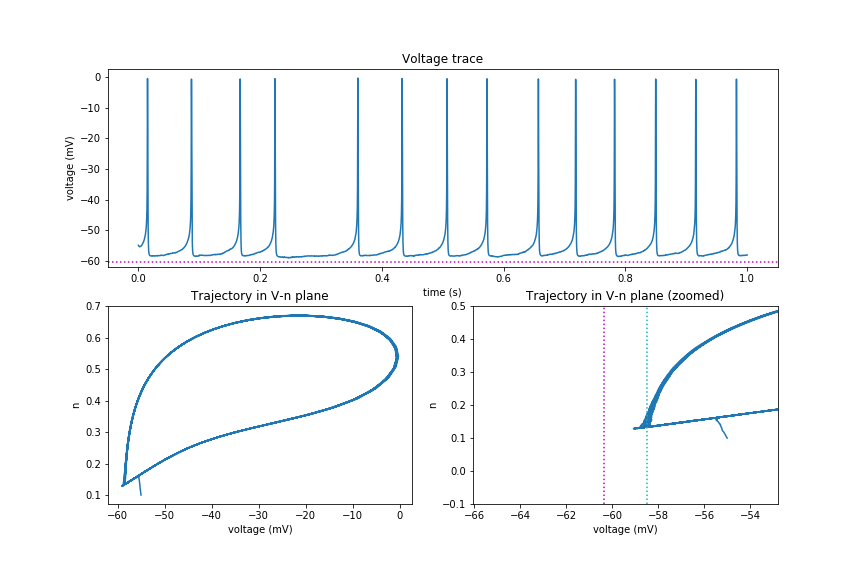 Voltage trace
0
−10
−20
−30
−40
−50
−60
voltage (mV)
0.0 0.2 0.4 0.6 0.8 1.0
time (s)
Trajectory in V-n plane
0.7
0.6
0.5
0.4
0.3
0.2
0.1
n
−60 −50 −40 −30 −20 −10 0
voltage (mV)
Trajectory in V-n plane (zoomed)
0.5
0.4
0.3
0.2
0.1
0.0
−0.1
n
−66 −64 −62 −60 −58 −56 −54
voltage (mV)